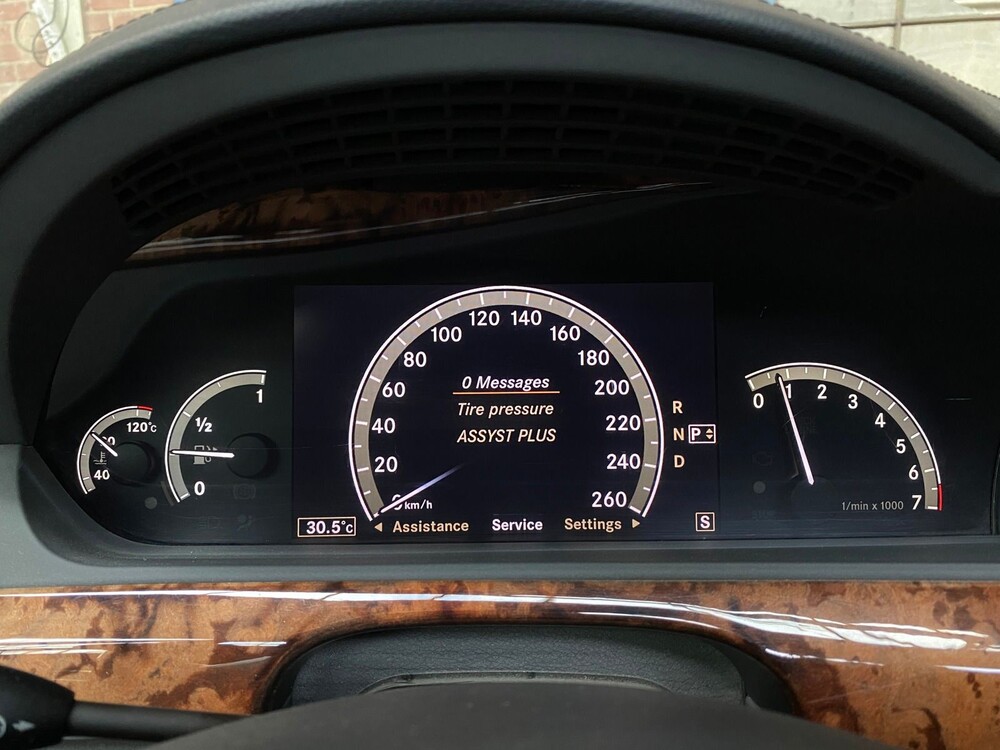 120°c
40
1
½
0
120 140
100 160
80 180
60 200
40 220
20 240
260
km/h
0 Messages
Tire pressure
ASSYST PLUS
R
N P
D
30.5°c
Assistance Service Settings
S
0 1 2 3 4 5 6 7
1/min x 1000